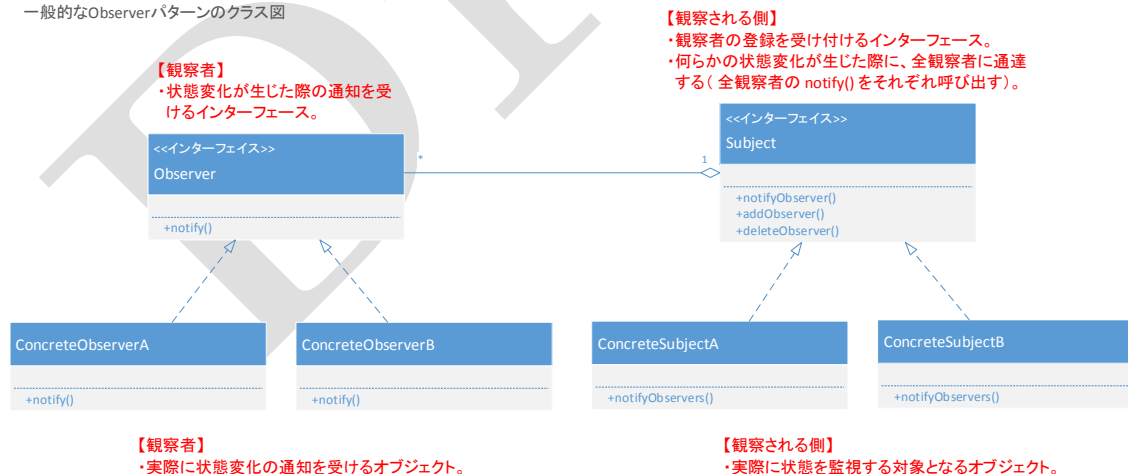 一般的なObserverパターンのクラス図
【観察される側】
・観察者の登録を受け付けるインターフェース。
・何らかの状態変化が生じた際に、全観察者に通達
する( 全観察者の notify() をそれぞれ呼び出す)。
【観察者】
・状態変化が生じた際の通知を受
けるインターフェース。
<<インターフェイス>>
Observer
+notify()
*
1
<<インターフェイス>>
Subject
+notifyObserver()
+addObserver()
+deleteObserver()
ConcreteObserverA
+notify()
ConcreteObserverB
+notify()
ConcreteSubjectA
+notifyObservers()
ConcreteSubjectB
+notifyObservers()
【観察者】
・実際に状態変化の通知を受けるオブジェクト。
【観察される側】
・実際に状態を監視する対象となるオブジェクト。